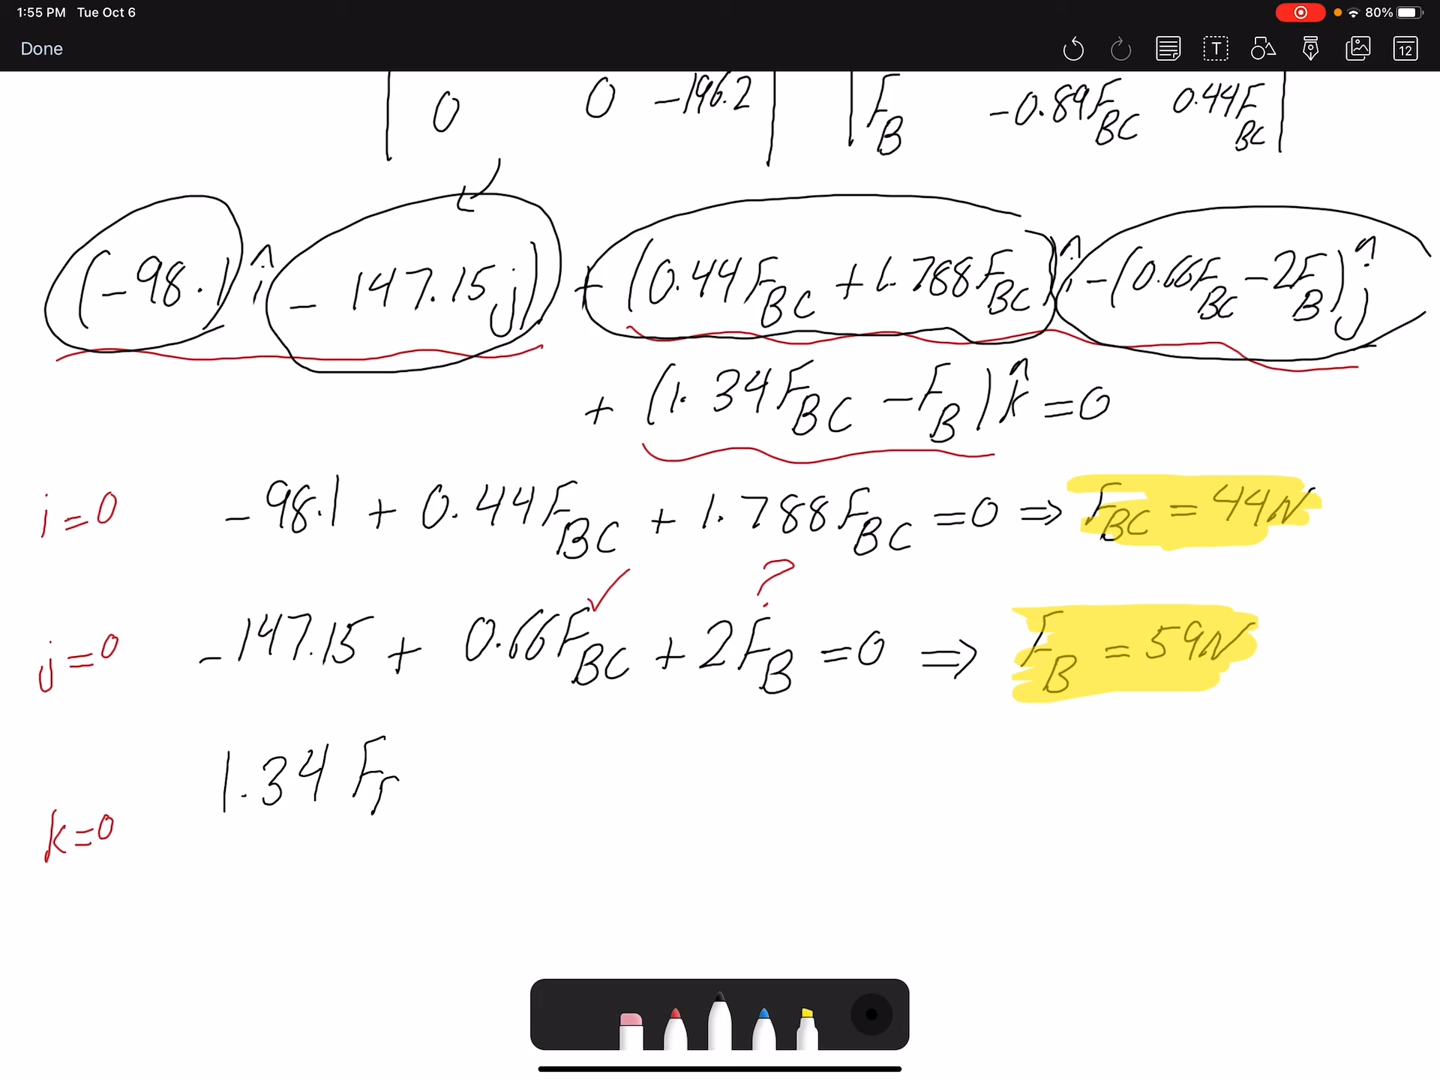 1:55 PM Tue Oct 6 80%
Done T 12
| 0 0 -196.2 | | F_B -0.89F_BC 0.44F_BC |
(-98.1)î - 147.15j) + (0.44F_BC + 1.788F_BC)î - (0.66F_BC - 2F_B)ĵ
+ (1.34F_BC - F_B)k̂ = 0
i=0 -98.1 + 0.44F_BC + 1.788F_BC = 0 ⇒ F_BC = 44N
✓ ?
j=0 -147.15 + 0.66F_BC + 2F_B = 0 ⇒ F_B = 59N
1.34 F
k=0